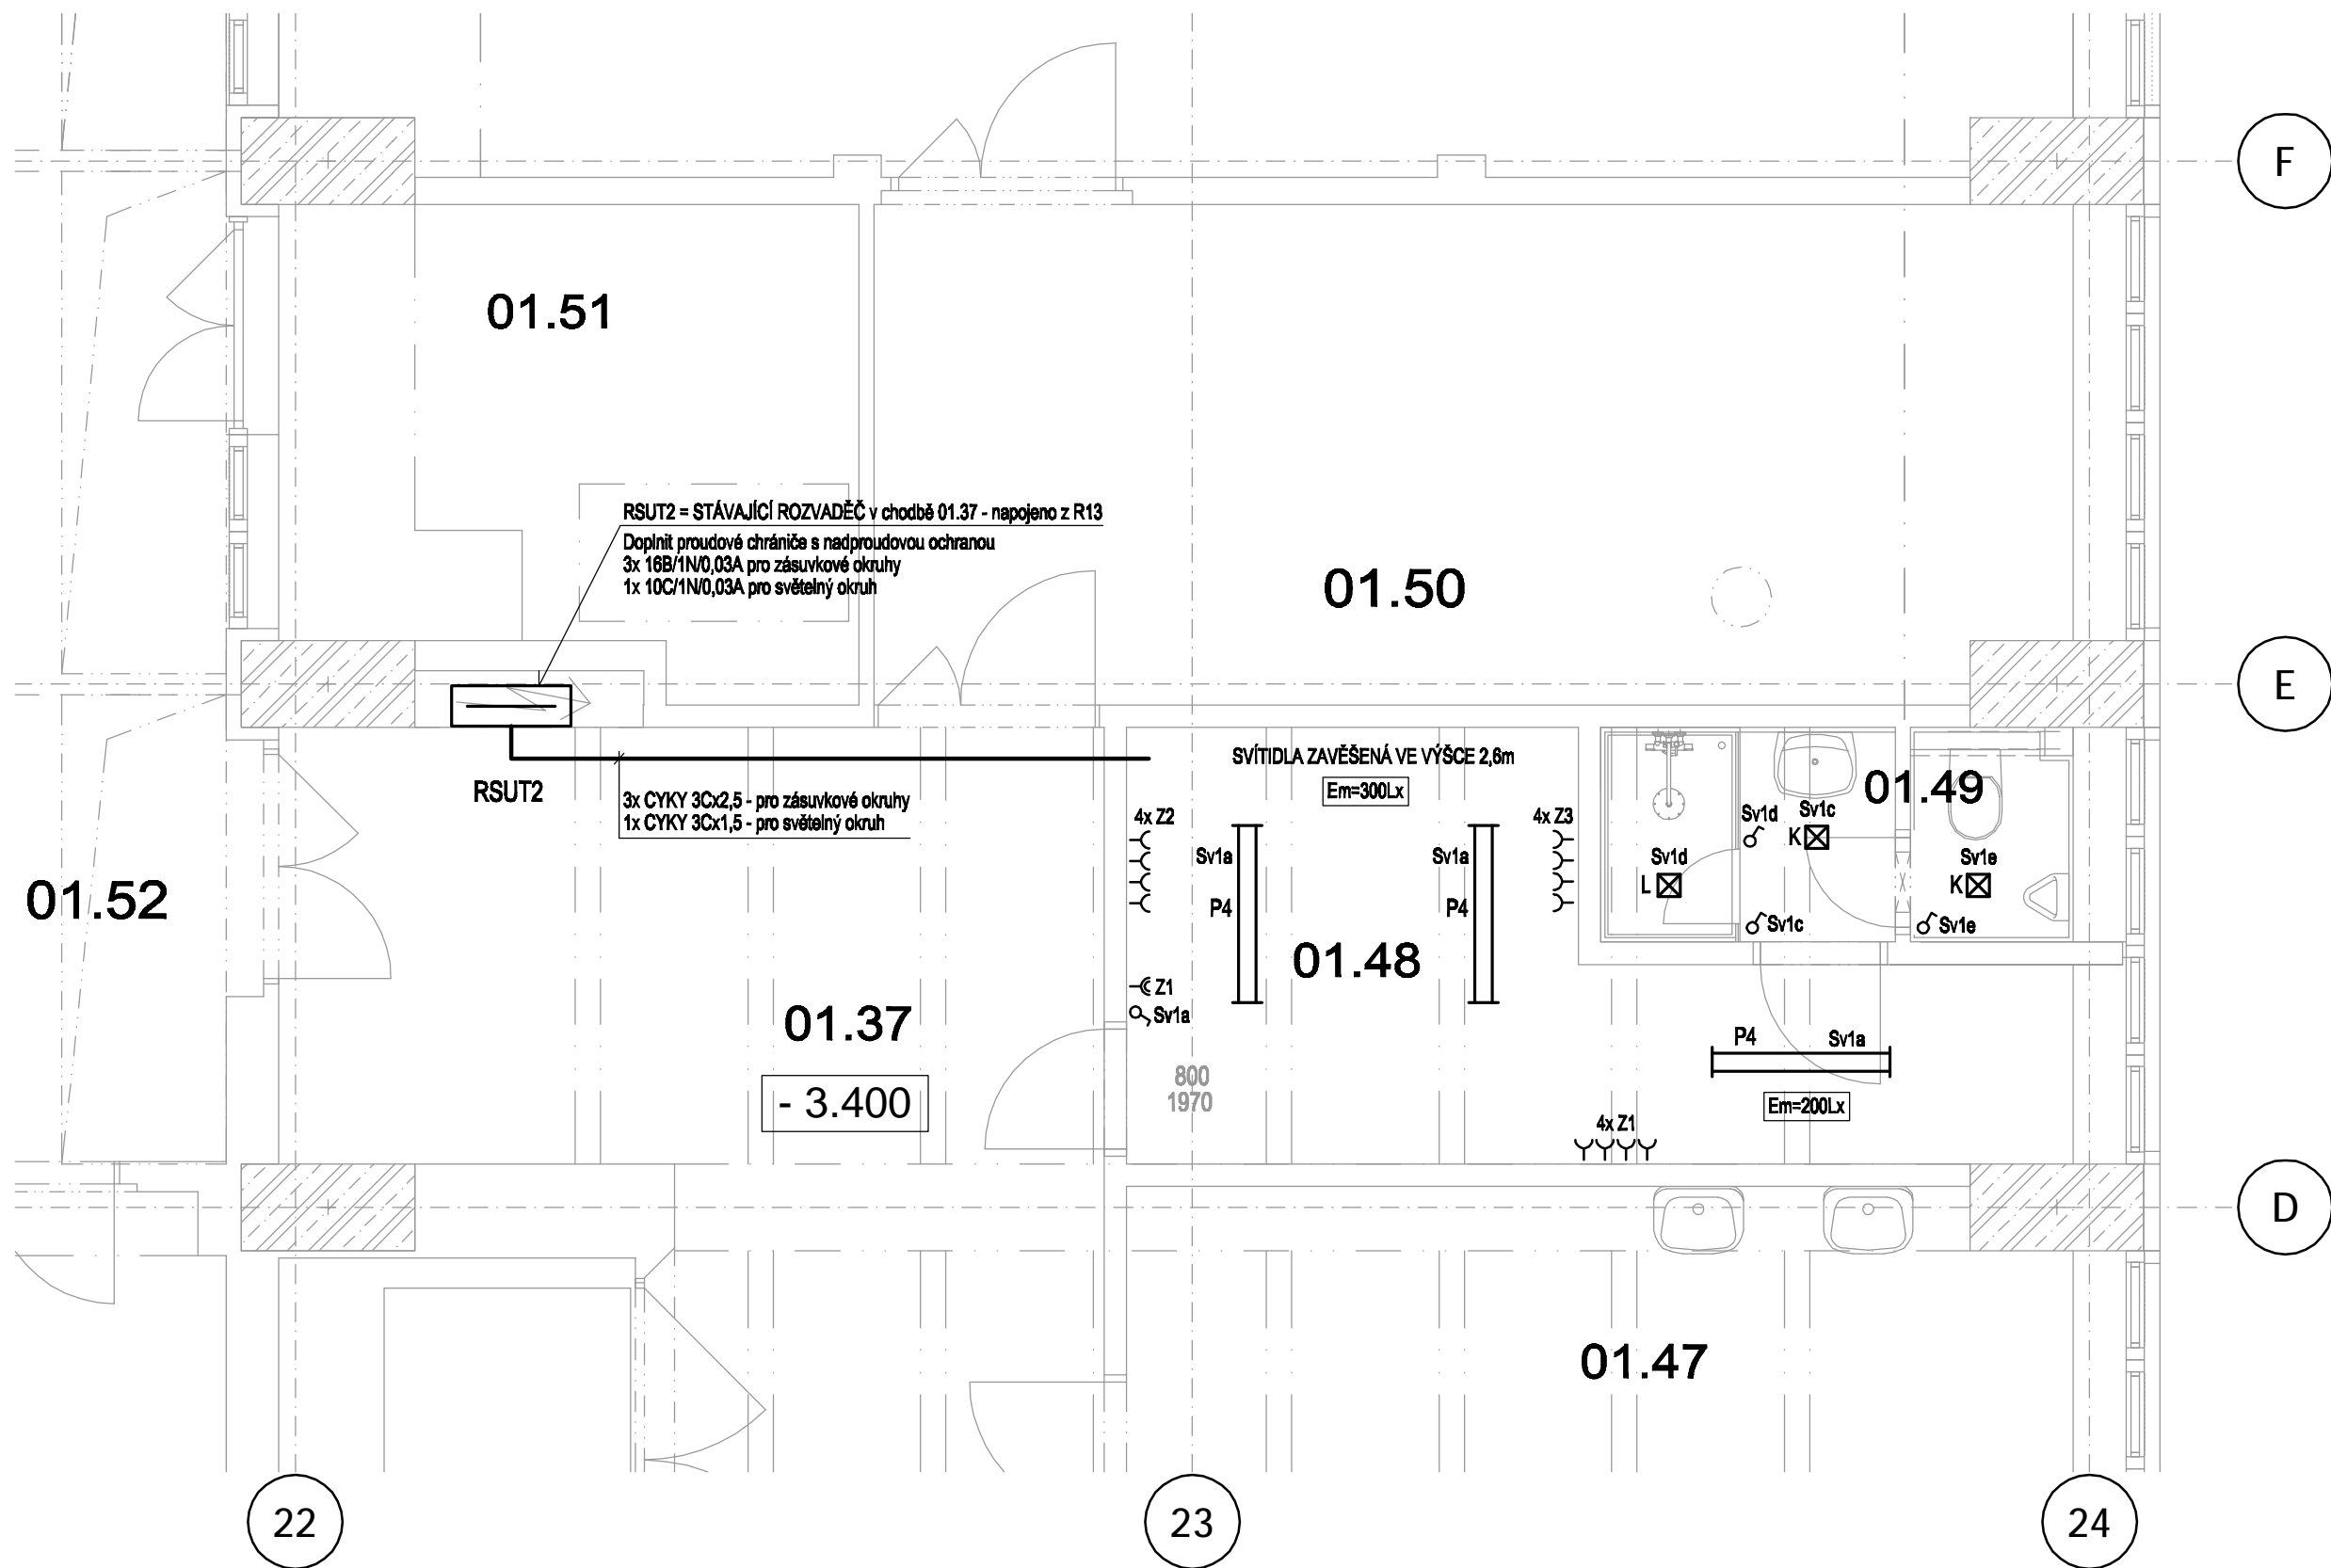 F
01.51
RSUT2 = STÁVAJÍCÍ ROZVADĚČ v chodbě 01.37 - napojeno z R13
Doplnit proudové chrániče s nadproudovou ochranou
3x 16B/1N/0,03A pro zásuvkové okruhy
1x 10C/1N/0,03A pro světelný okruh
01.50
E
SVÍTIDLA ZAVĚŠENÁ VE VÝŠCE 2,6m
Em=300Lx
RSUT2
3x CYKY 3Cx2,5 - pro zásuvkové okruhy
1x CYKY 3Cx1,5 - pro světelný okruh
01.49
4x Z2
4x Z3
Sv1d
Sv1c
K
Sv1a
Sv1a
Sv1d
Sv1e
L
K
P4
P4
Sv1c
Sv1e
01.52
01.48
Z1
Sv1a
01.37
P4
Sv1a
- 3.400
800
1970
Em=200Lx
4x Z1
D
01.47
22
23
24